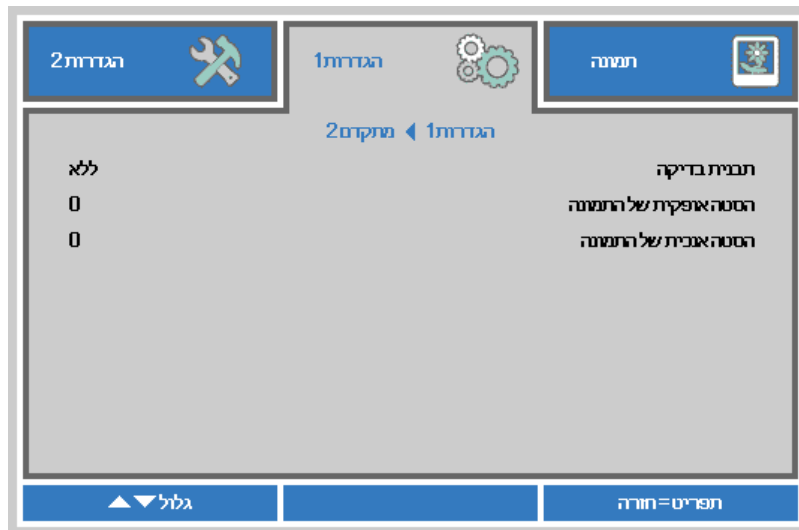 תמונה
הגדרות1
הגדרות2
הגדרות1 ◀ מתקדם2
תבנית בדיקה ללא
הסטה אופקית של התמונה 0
הסטה אנכית של התמונה 0
תפריט=חזרה
גלול▼▲